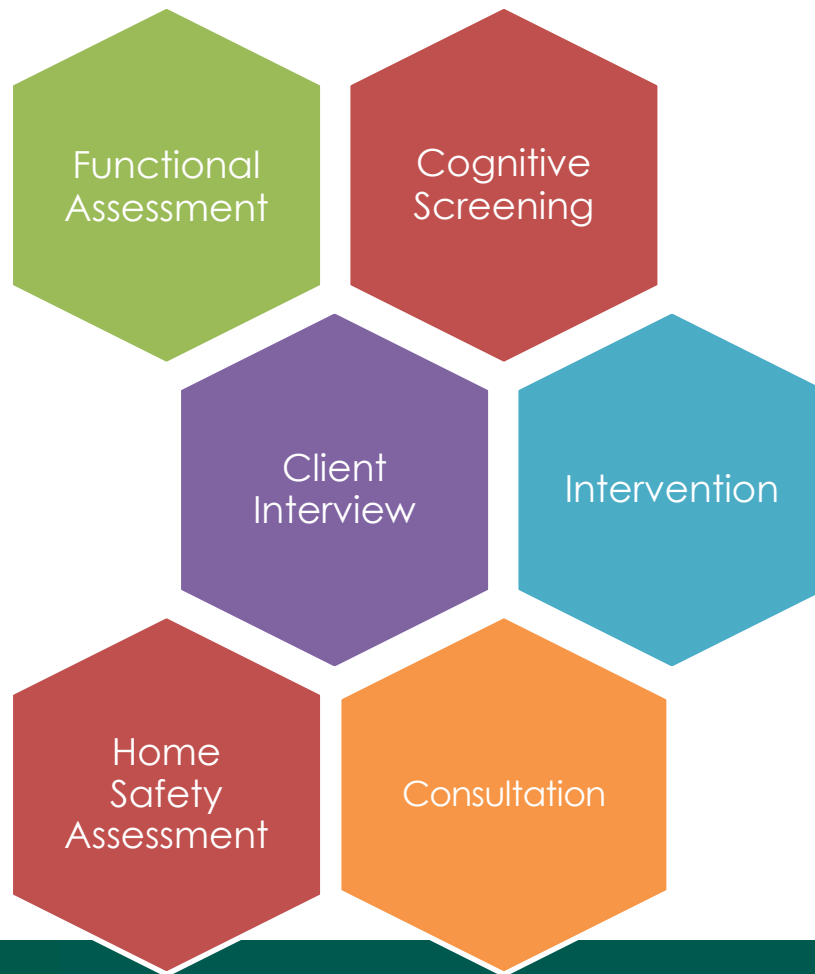 Functional
Assessment
Cognitive
Screening
Client
Interview
Intervention
Home
Safety
Assessment
Consultation